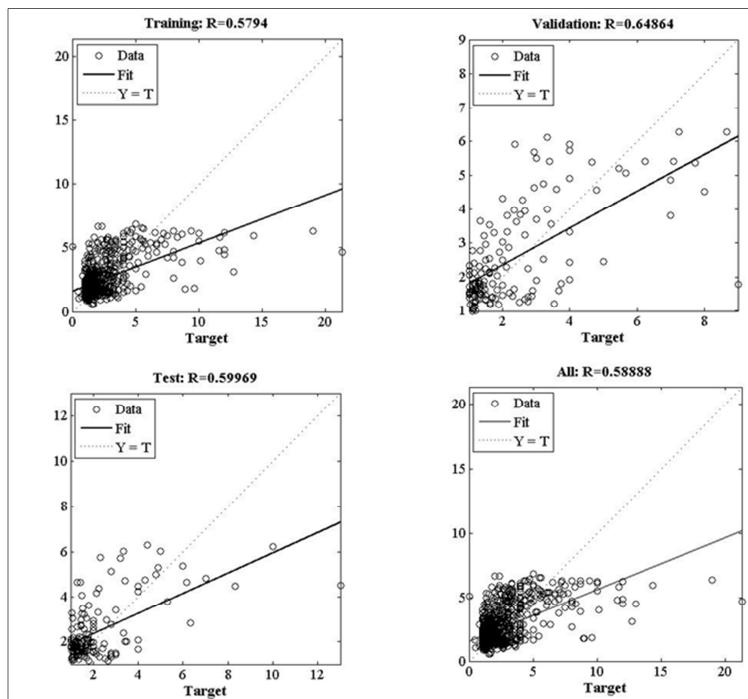 Training: R=0.5794
Data
Fit
Y = T
20
15
10
5
0
0 5 10 15 20
Target
Validation: R=0.64864
Data
Fit
Y = T
9
8
7
6
5
4
3
2
1
2 4 6 8
Target
Test: R=0.59969
Data
Fit
Y = T
12
10
8
6
4
2
2 4 6 8 10 12
Target
All: R=0.58888
Data
Fit
Y = T
20
15
10
5
0
0 5 10 15 20
Target